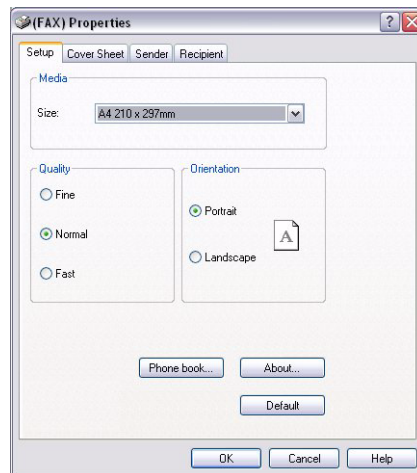 (FAX) Properties
Setup Cover Sheet Sender Recipient
Media
Size: A4 210 x 297mm
Quality
Fine
Normal
Fast
Orientation
Portrait
Landscape
A
Phone book... About...
Default
OK Cancel Help